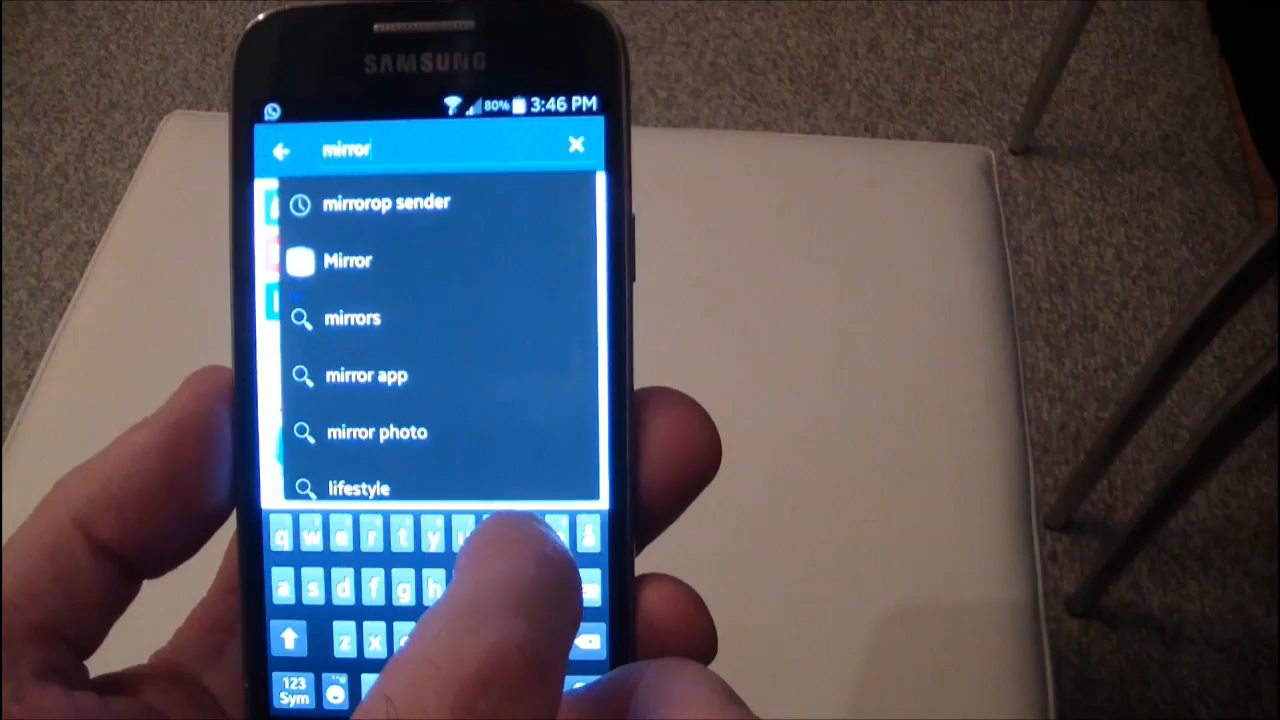 SAMSUNG
80% 3:46 PM
mirror
mirrorop sender
Mirror
mirrors
mirror app
mirror photo
lifestyle
q w e r t y u å
a s d f g h æ
z x
123
Sym